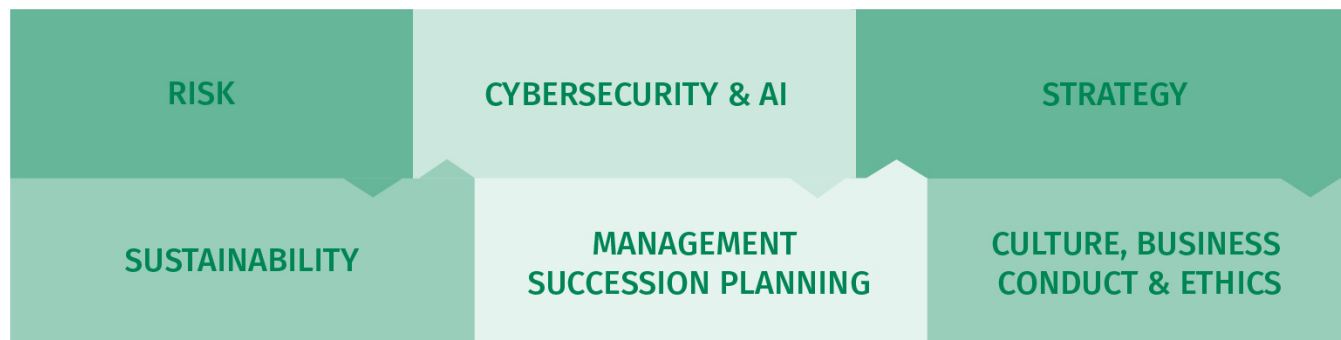 RISK
CYBERSECURITY & AI
STRATEGY
SUSTAINABILITY
MANAGEMENT
SUCCESSION PLANNING
CULTURE, BUSINESS
CONDUCT & ETHICS